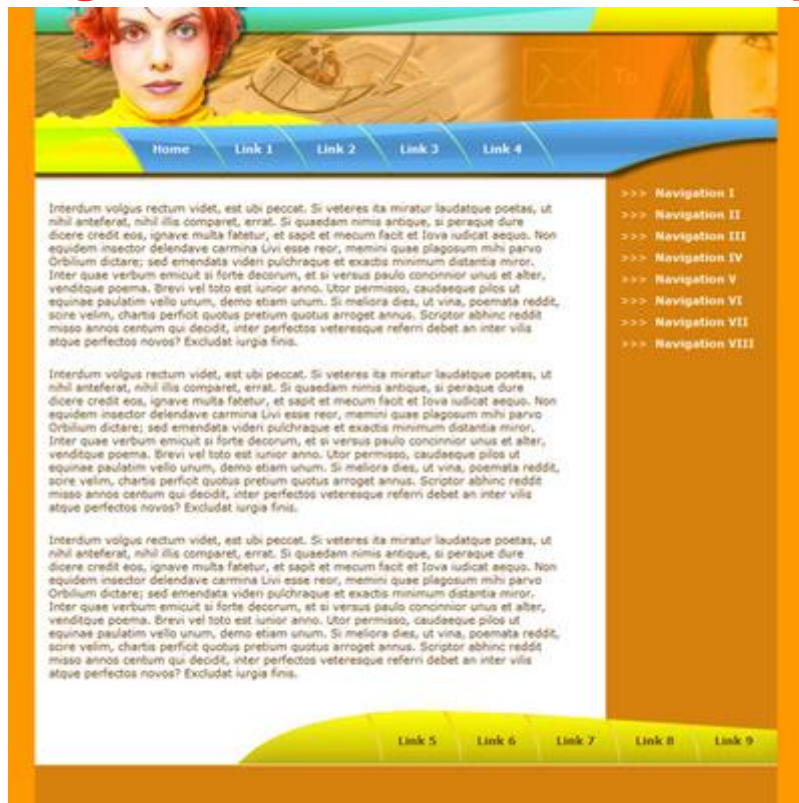 To
Home Link 1 Link 2 Link 3 Link 4
>>> Navigation I
>>> Navigation II
>>> Navigation III
>>> Navigation IV
>>> Navigation V
>>> Navigation VI
>>> Navigation VII
>>> Navigation VIII
Interdum volgus rectum videt, est ubi peccat. Si veteres ita miratur laudatque poetas, ut
nihil anteferat, nihil illis comparet, errat. Si quaedam nimis antique, si peraque dure
dicere credit eos, ignave multa fatetur, et sapit et mecum facit et Iova iudicat aequo. Non
equidem insector delendave carmina Livi esse reor, memini quae plagosum mihi parvo
Orbilium dictare; sed emendata videri pulchraque et exactis minimum distantia miror.
Inter quae verbum emicuit si forte decorum, et si versus paulo concinnior unus et alter,
venditque poema. Brevi vel toto est iunior anno. Utor permisso, caudaeque pilos ut
equinae paulatim vello unum, demo etiam unum. Si meliora dies, ut vina, poemata reddit,
scire velim, chartis perficit quotus pretium quotus arroget annus. Scriptor abhinc reddit
misso annos centum qui decidit, inter perfectos veteresque referri debet an inter vilis
atque perfectos novos? Excludat iurgia finis.
Interdum volgus rectum videt, est ubi peccat. Si veteres ita miratur laudatque poetas, ut
nihil anteferat, nihil illis comparet, errat. Si quaedam nimis antique, si peraque dure
dicere credit eos, ignave multa fatetur, et sapit et mecum facit et Iova iudicat aequo. Non
equidem insector delendave carmina Livi esse reor, memini quae plagosum mihi parvo
Orbilium dictare; sed emendata videri pulchraque et exactis minimum distantia miror.
Inter quae verbum emicuit si forte decorum, et si versus paulo concinnior unus et alter,
venditque poema. Brevi vel toto est iunior anno. Utor permisso, caudaeque pilos ut
equinae paulatim vello unum, demo etiam unum. Si meliora dies, ut vina, poemata reddit,
scire velim, chartis perficit quotus pretium quotus arroget annus. Scriptor abhinc reddit
misso annos centum qui decidit, inter perfectos veteresque referri debet an inter vilis
atque perfectos novos? Excludat iurgia finis.
Interdum volgus rectum videt, est ubi peccat. Si veteres ita miratur laudatque poetas, ut
nihil anteferat, nihil illis comparet, errat. Si quaedam nimis antique, si peraque dure
dicere credit eos, ignave multa fatetur, et sapit et mecum facit et Iova iudicat aequo. Non
equidem insector delendave carmina Livi esse reor, memini quae plagosum mihi parvo
Orbilium dictare; sed emendata videri pulchraque et exactis minimum distantia miror.
Inter quae verbum emicuit si forte decorum, et si versus paulo concinnior unus et alter,
venditque poema. Brevi vel toto est iunior anno. Utor permisso, caudaeque pilos ut
equinae paulatim vello unum, demo etiam unum. Si meliora dies, ut vina, poemata reddit,
scire velim, chartis perficit quotus pretium quotus arroget annus. Scriptor abhinc reddit
misso annos centum qui decidit, inter perfectos veteresque referri debet an inter vilis
atque perfectos novos? Excludat iurgia finis.
Link 5 Link 6 Link 7 Link 8 Link 9